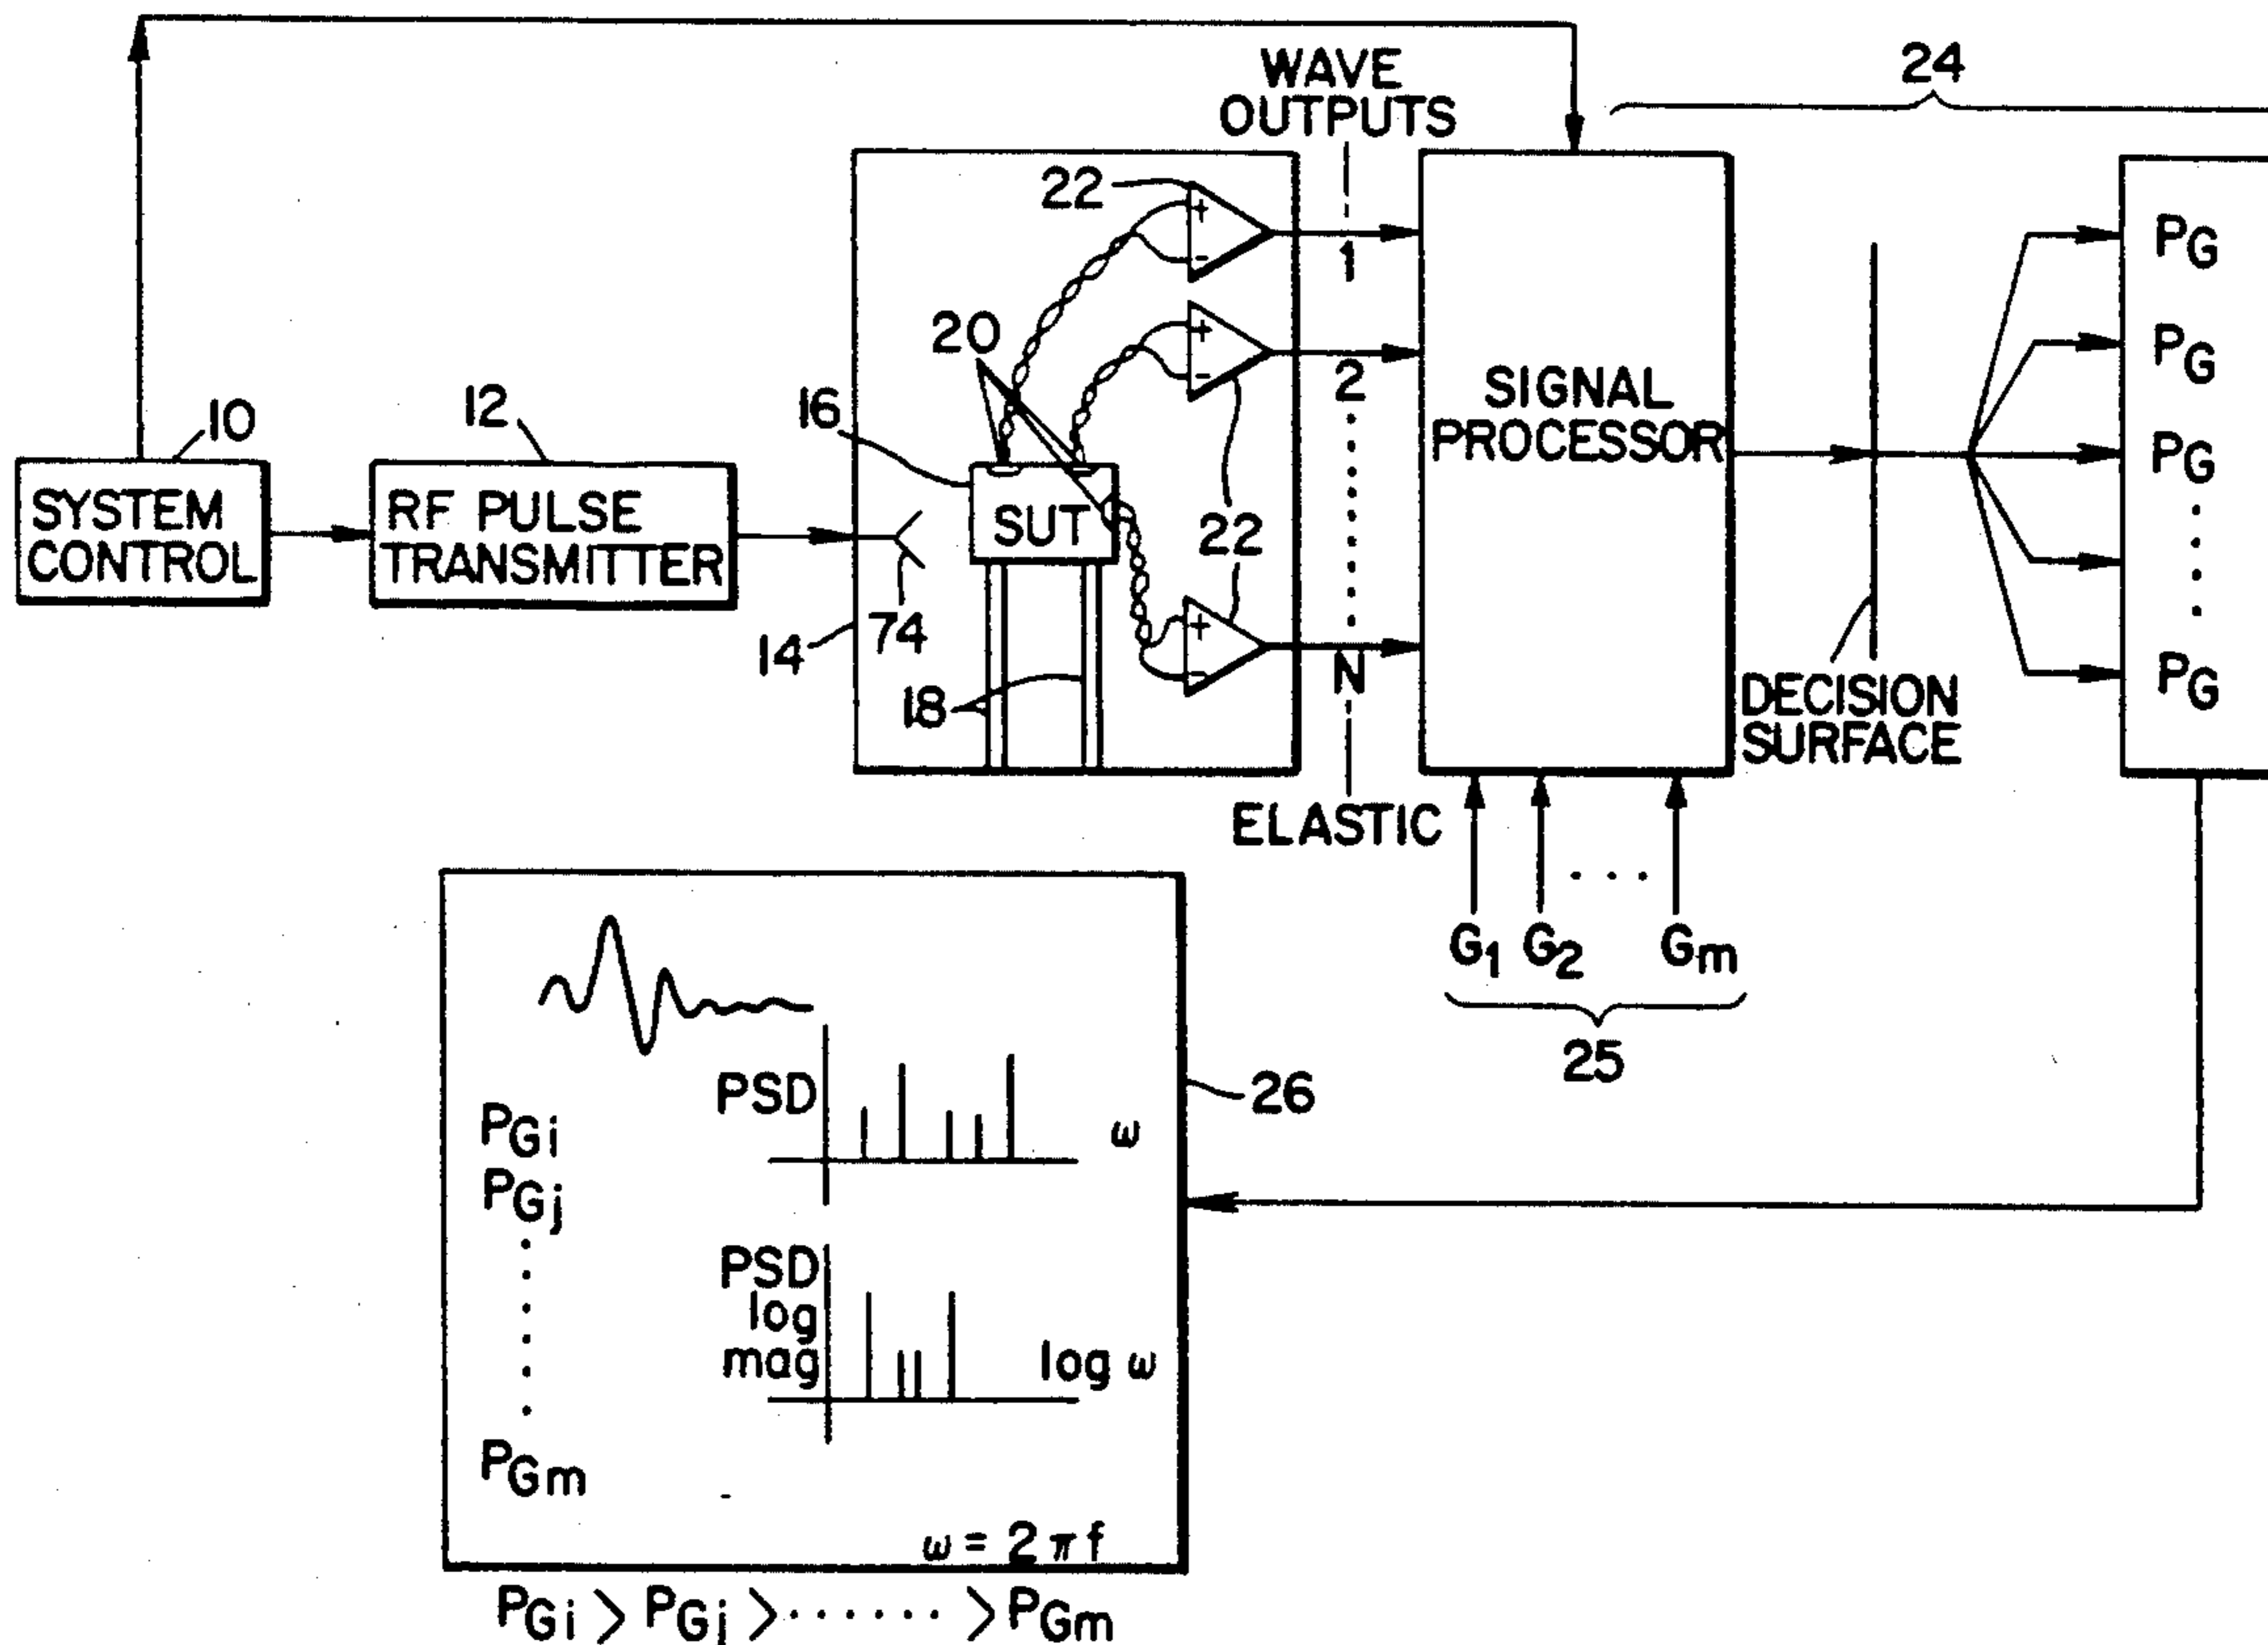 24
WAVE
OUTPUTS
22
+
-
1
PG
20
+
-
2
PG
10
12
16
SIGNAL
PROCESSOR
PG
SYSTEM
CONTROL
RF PULSE
TRANSMITTER
SUT
22
74
14
+
-
N
18
DECISION
SURFACE
PG
ELASTIC
G1 G2 ... Gm
25
PSD
26
PGi
ω
PGj
PSD
log
mag
log ω
PGm
ω = 2πf
PGi > PGj > ....... > PGm